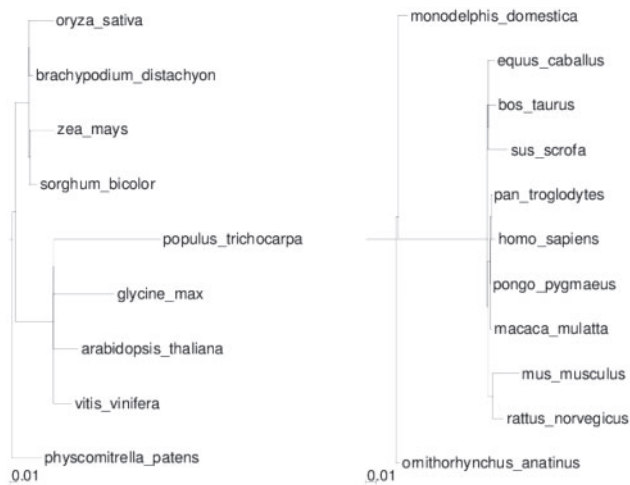 oryza_sativa
brachypodium_distachyon
zea_mays
sorghum_bicolor
populus_trichocarpa
glycine_max
arabidopsis_thaliana
vitis_vinifera
physcomitrella_patens
0.01
monodelphis_domestica
equus_caballus
bos_taurus
sus_scrofa
pan_troglodytes
homo_sapiens
pongo_pygmaeus
macaca_mulatta
mus_musculus
rattus_norvegicus
ornithorhynchus_anatinus
0.01